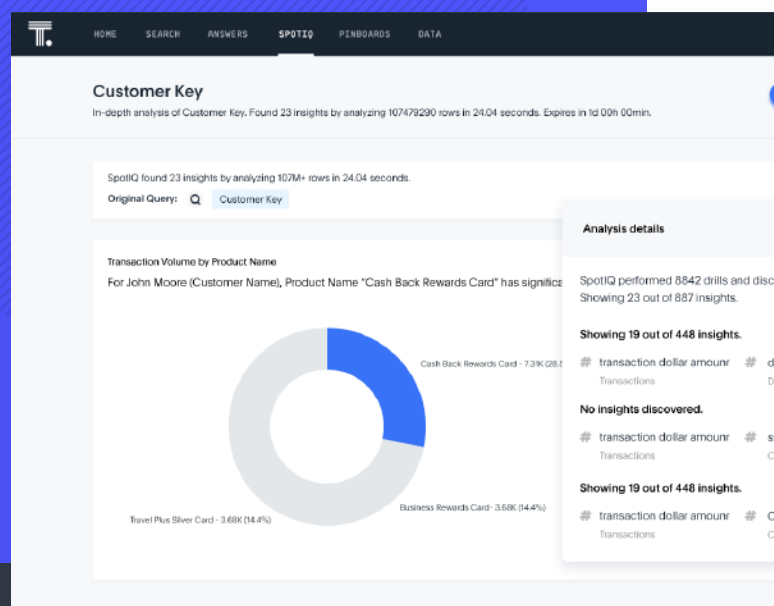 T.
HOME SEARCH ANSWERS SPOTIQ PINBOARDS DATA
Customer Key
In-depth analysis of Customer Key. Found 23 insights by analyzing 107479290 rows in 24.04 seconds. Expires in 1d 00h 00min.
SpotIQ found 23 insights by analyzing 107M+ rows in 24.04 seconds.
Original Query: Customer Key
Transaction Volume by Product Name
For John Moore (Customer Name), Product Name "Cash Back Rewards Card" has significa
Cash Back Rewards Card - 7.31K (28.
Business Rewards Card- 3.68K (14.4%)
Travel Plus Silver Card - 3.68K (14.4%)
Analysis details
SpotIQ performed 8842 drills and disc
Showing 23 out of 887 insights.
Showing 19 out of 448 insights.
# transaction dollar amounr # d
Transactions D
No insights discovered.
# transaction dollar amounr # s
Transactions C
Showing 19 out of 448 insights.
# transaction dollar amounr # C
Transactions C